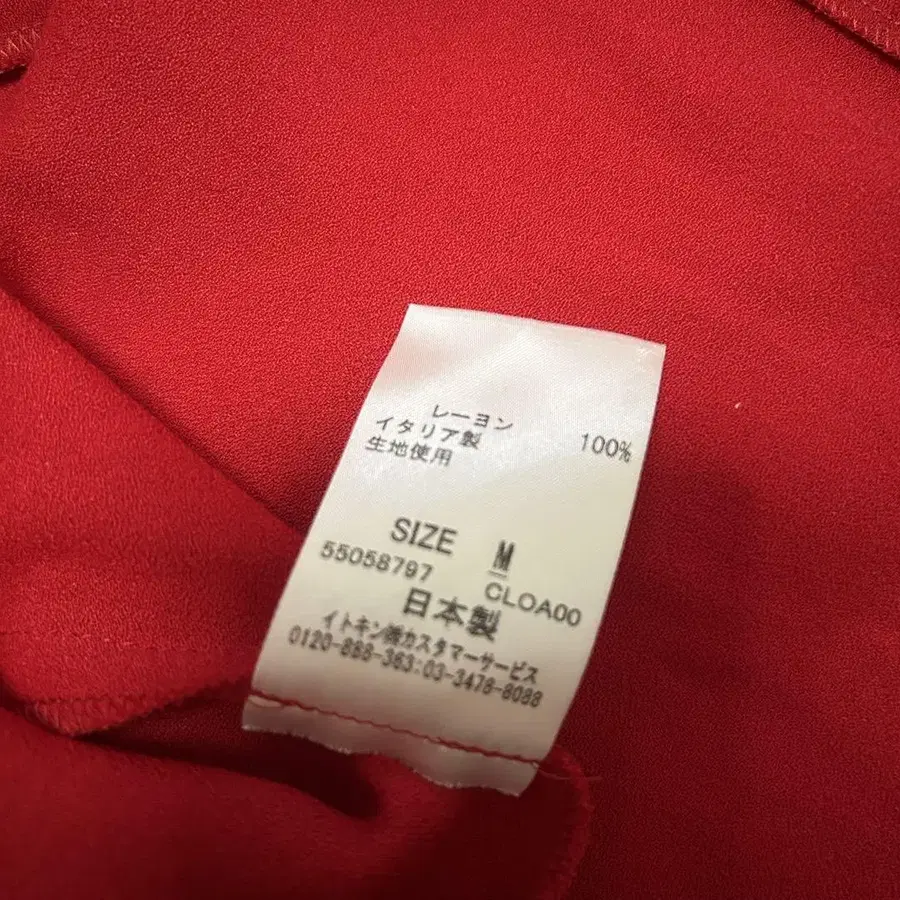 レーヨン 100%
イタリア製
生地使用
SIZE M
55058797 CLOA00
日本製
イトキン㈱カスタマーサービス
0120-888-363:03-3478-8088